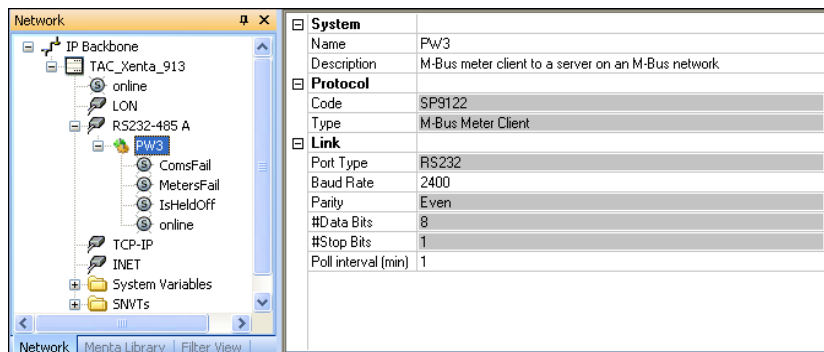 Network
IP Backbone
TAC_Xenta_913
S online
LON
RS232-485 A
PW3
S ComsFail
S MetersFail
S IsHeldOff
S online
TCP-IP
INET
System Variables
SNVTs
Network Menta Library Filter View
System
Name PW3
Description M-Bus meter client to a server on an M-Bus network
Protocol
Code SP9122
Type M-Bus Meter Client
Link
Port Type RS232
Baud Rate 2400
Parity Even
#Data Bits 8
#Stop Bits 1
Poll interval (min) 1